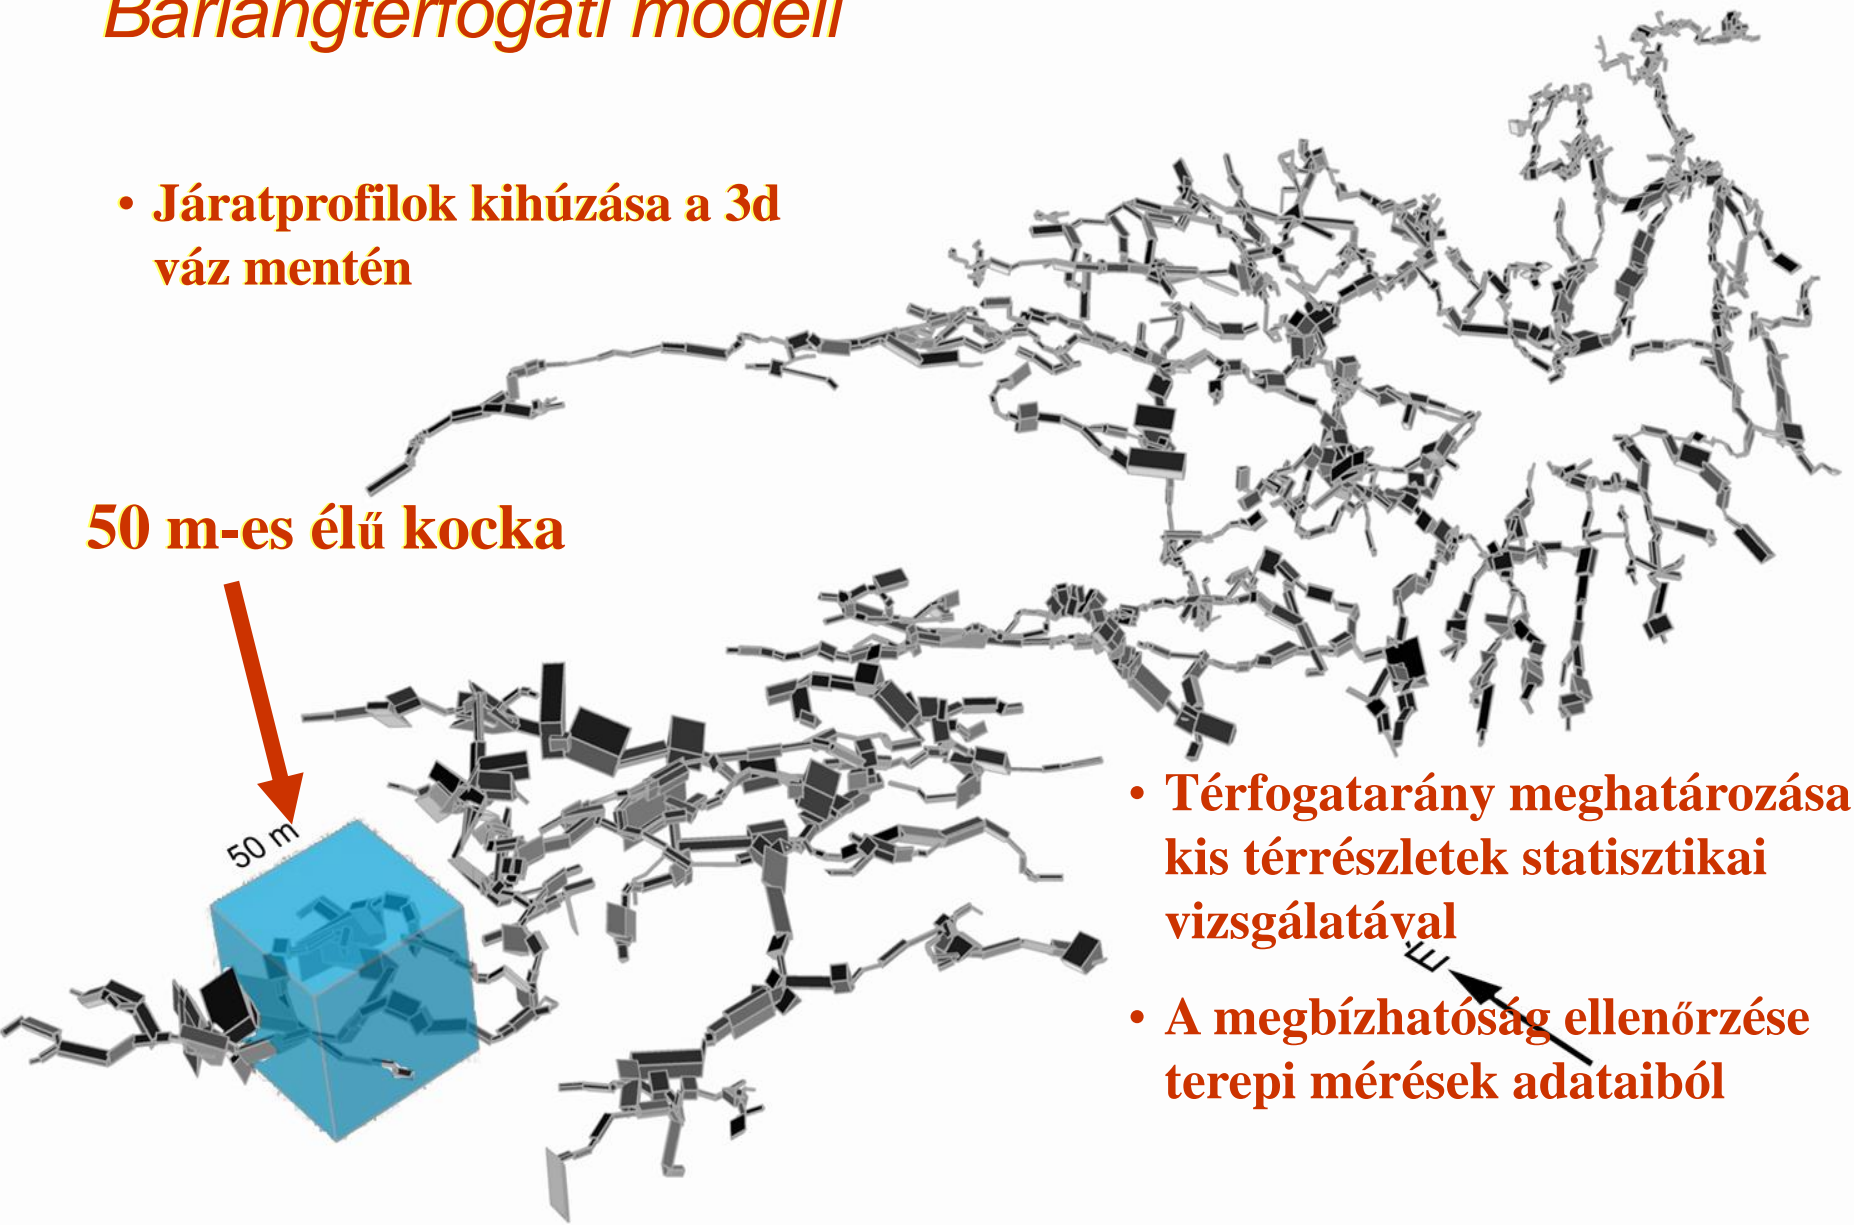 Barlangtérfogati modell
• Járatprofilok kihúzása a 3d
váz mentén
50 m-es élű kocka
50 m
• Térfogatarány meghatározása
kis térrészletek statisztikai
vizsgálatával
É
• A megbízhatóság ellenőrzése
terepi mérések adataiból